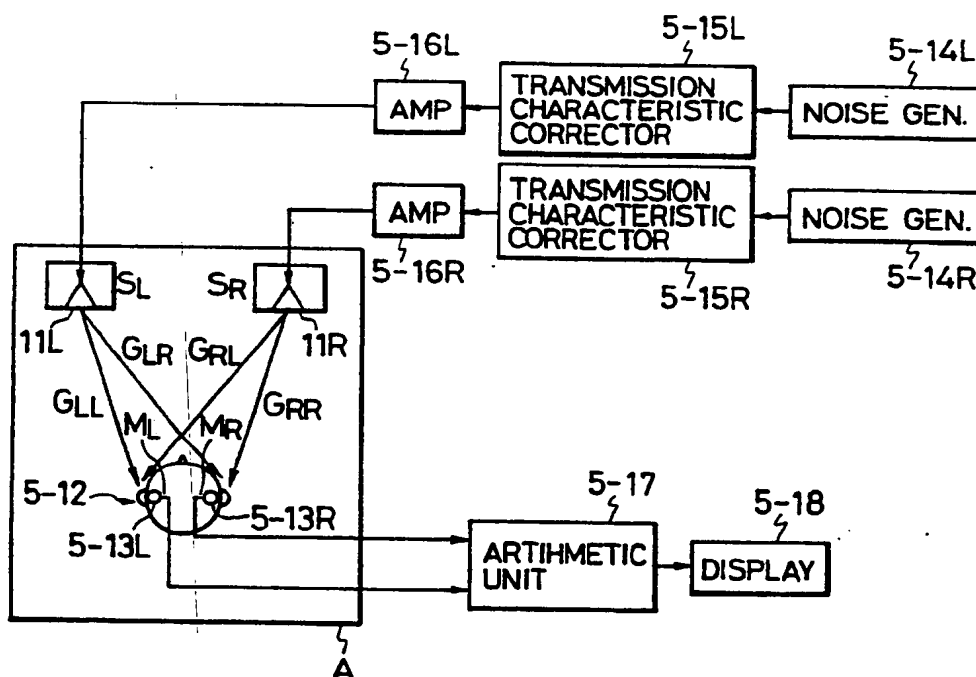 5-16L
5-15L
5-14L
AMP
TRANSMISSION
CHARACTERISTIC
CORRECTOR
NOISE GEN.
AMP
TRANSMISSION
CHARACTERISTIC
CORRECTOR
NOISE GEN.
5-16R
5-15R
5-14R
SL
SR
11L
11R
GLR
GRL
GLL
GRR
ML
MR
5-12
5-13L
5-13R
5-17
5-18
ARTIHMETIC
UNIT
DISPLAY
A